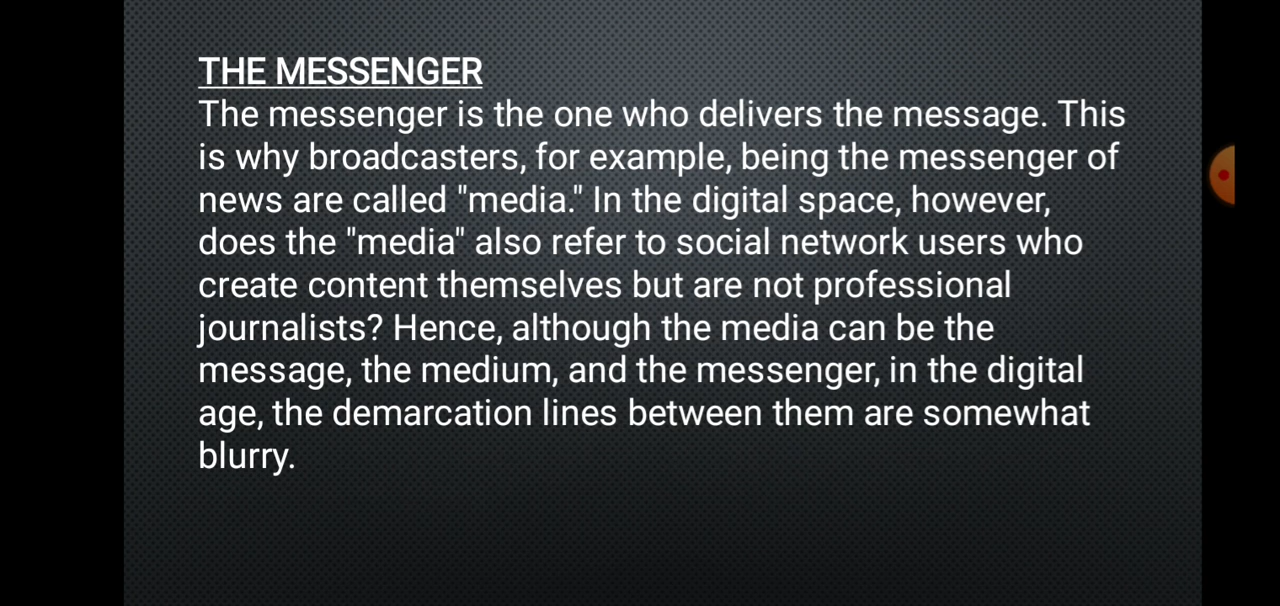 THE MESSENGER
The messenger is the one who delivers the message. This
is why broadcasters, for example, being the messenger of
news are called "media." In the digital space, however,
does the "media" also refer to social network users who
create content themselves but are not professional
journalists? Hence, although the media can be the
message, the medium, and the messenger, in the digital
age, the demarcation lines between them are somewhat
blurry.